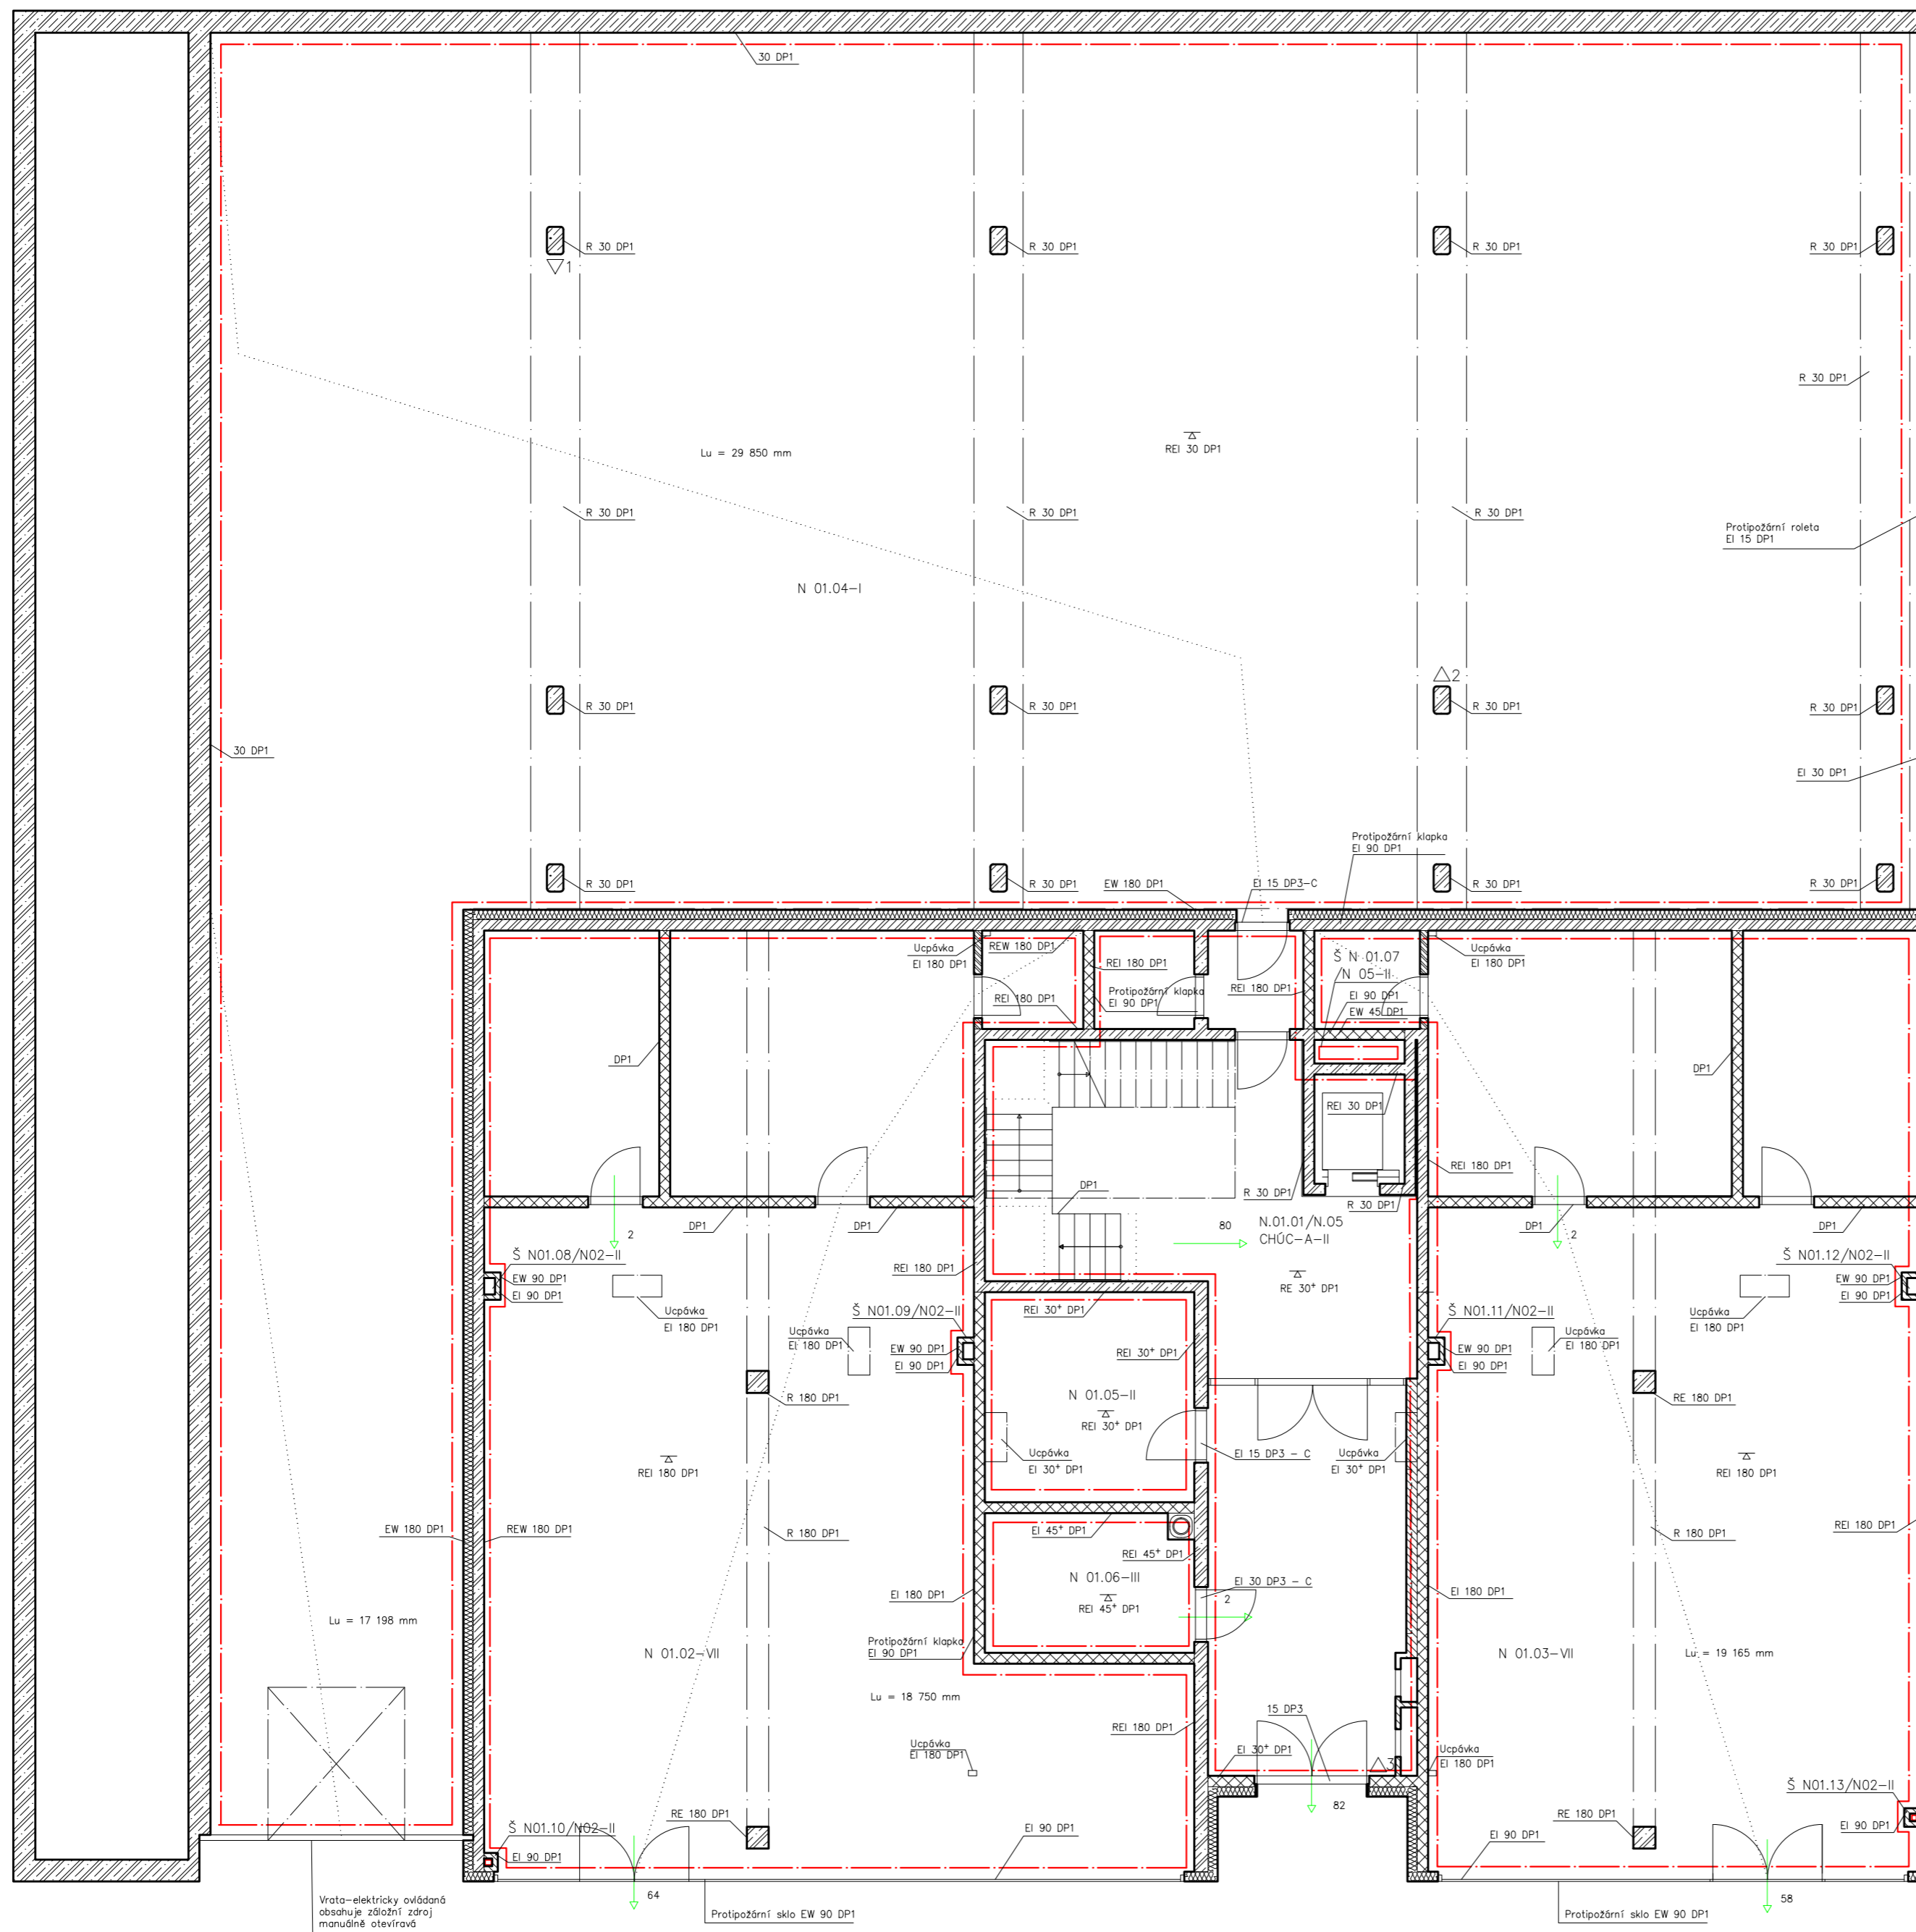 30 DP1
R 30 DP1
1
R 30 DP1
R 30 DP1
R 30 DP1
R 30 DP1
REI 30 DP1
Lu = 29 850 mm
R 30 DP1
R 30 DP1
R 30 DP1
Protipožární roleta
EI 15 DP1
N 01.04-I
2
R 30 DP1
R 30 DP1
R 30 DP1
R 30 DP1
30 DP1
EI 30 DP1
Protipožární klapka
EI 90 DP1
R 30 DP1
R 30 DP1
EW 180 DP1
EI 15 DP3-C
R 30 DP1
R 30 DP1
Ucpávka
EI 180 DP1
REW 180 DP1
REI 180 DP1
Š N 01.07
N 05-II
Ucpávka
EI 180 DP1
REI 180 DP1
Protipožární klapka
EI 90 DP1
REI 180 DP1
EI 90 DP1
EW 45 DP1
DP1
DP1
REI 30 DP1
REI 180 DP1
DP1
R 30 DP1
R 30 DP1
DP1
DP1
2
80
N.01.01/N.05
CHÚC-A-II
DP1
2
DP1
Š N01.08/N02-II
EW 90 DP1
EI 90 DP1
REI 180 DP1
RE 30+ DP1
Š N01.12/N02-II
EW 90 DP1
EI 90 DP1
Ucpávka
EI 180 DP1
Š N01.09/N02-II
REI 30+ DP1
Š N01.11/N02-II
Ucpávka
EI 180 DP1
Ucpávka
EI 180 DP1
EW 90 DP1
EI 90 DP1
REI 30+ DP1
EW 90 DP1
EI 90 DP1
Ucpávka
EI 180 DP1
R 180 DP1
N 01.05-II
REI 30+ DP1
RE 180 DP1
REI 180 DP1
Ucpávka
EI 30+ DP1
EI 15 DP3 - C
Ucpávka
EI 30+ DP1
REI 180 DP1
EW 180 DP1
REW 180 DP1
R 180 DP1
EI 45+ DP1
REI 45+ DP1
R 180 DP1
REI 180 DP1
N 01.06-III
REI 45+ DP1
EI 30 DP3 - C
2
EI 180 DP1
EI 180 DP1
Lu = 17 198 mm
Protipožární klapka
EI 90 DP1
N 01.02-VII
N 01.03-VII
Lu = 19 165 mm
Lu = 18 750 mm
REI 180 DP1
15 DP3
Ucpávka
EI 180 DP1
EI 30+ DP1
3
Ucpávka
EI 180 DP1
Š N01.13/N02-II
EI 90 DP1
82
Š N01.10/N02-II
EI 90 DP1
RE 180 DP1
EI 90 DP1
EI 90 DP1
RE 180 DP1
64
58
Vrata-elektricky ovládaná
obsahuje záložní zdroj
manuálně otevíravá
Protipožární sklo EW 90 DP1
Protipožární sklo EW 90 DP1